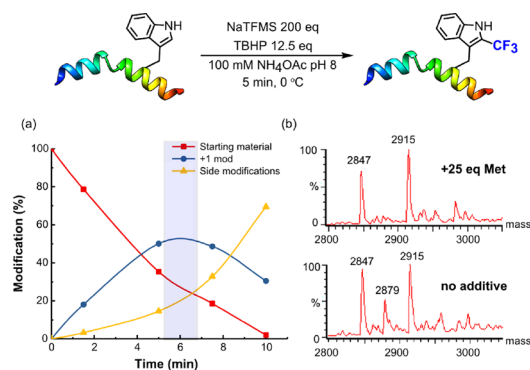 NH
NaTFMS 200 eq
TBHP 12.5 eq
100 mM NH4OAc pH 8
5 min, 0 °C
NH
CF3
(a)
Starting material
+1 mod
Side modifications
Modification (%)
100
80
60
40
20
0
0
2
4
6
8
10
Time (min)
(b)
+25 eq Met
2847
2915
100
%
0
2800
2900
3000
mass
no additive
2847
2879
2915
100
%
0
2800
2900
3000
mass